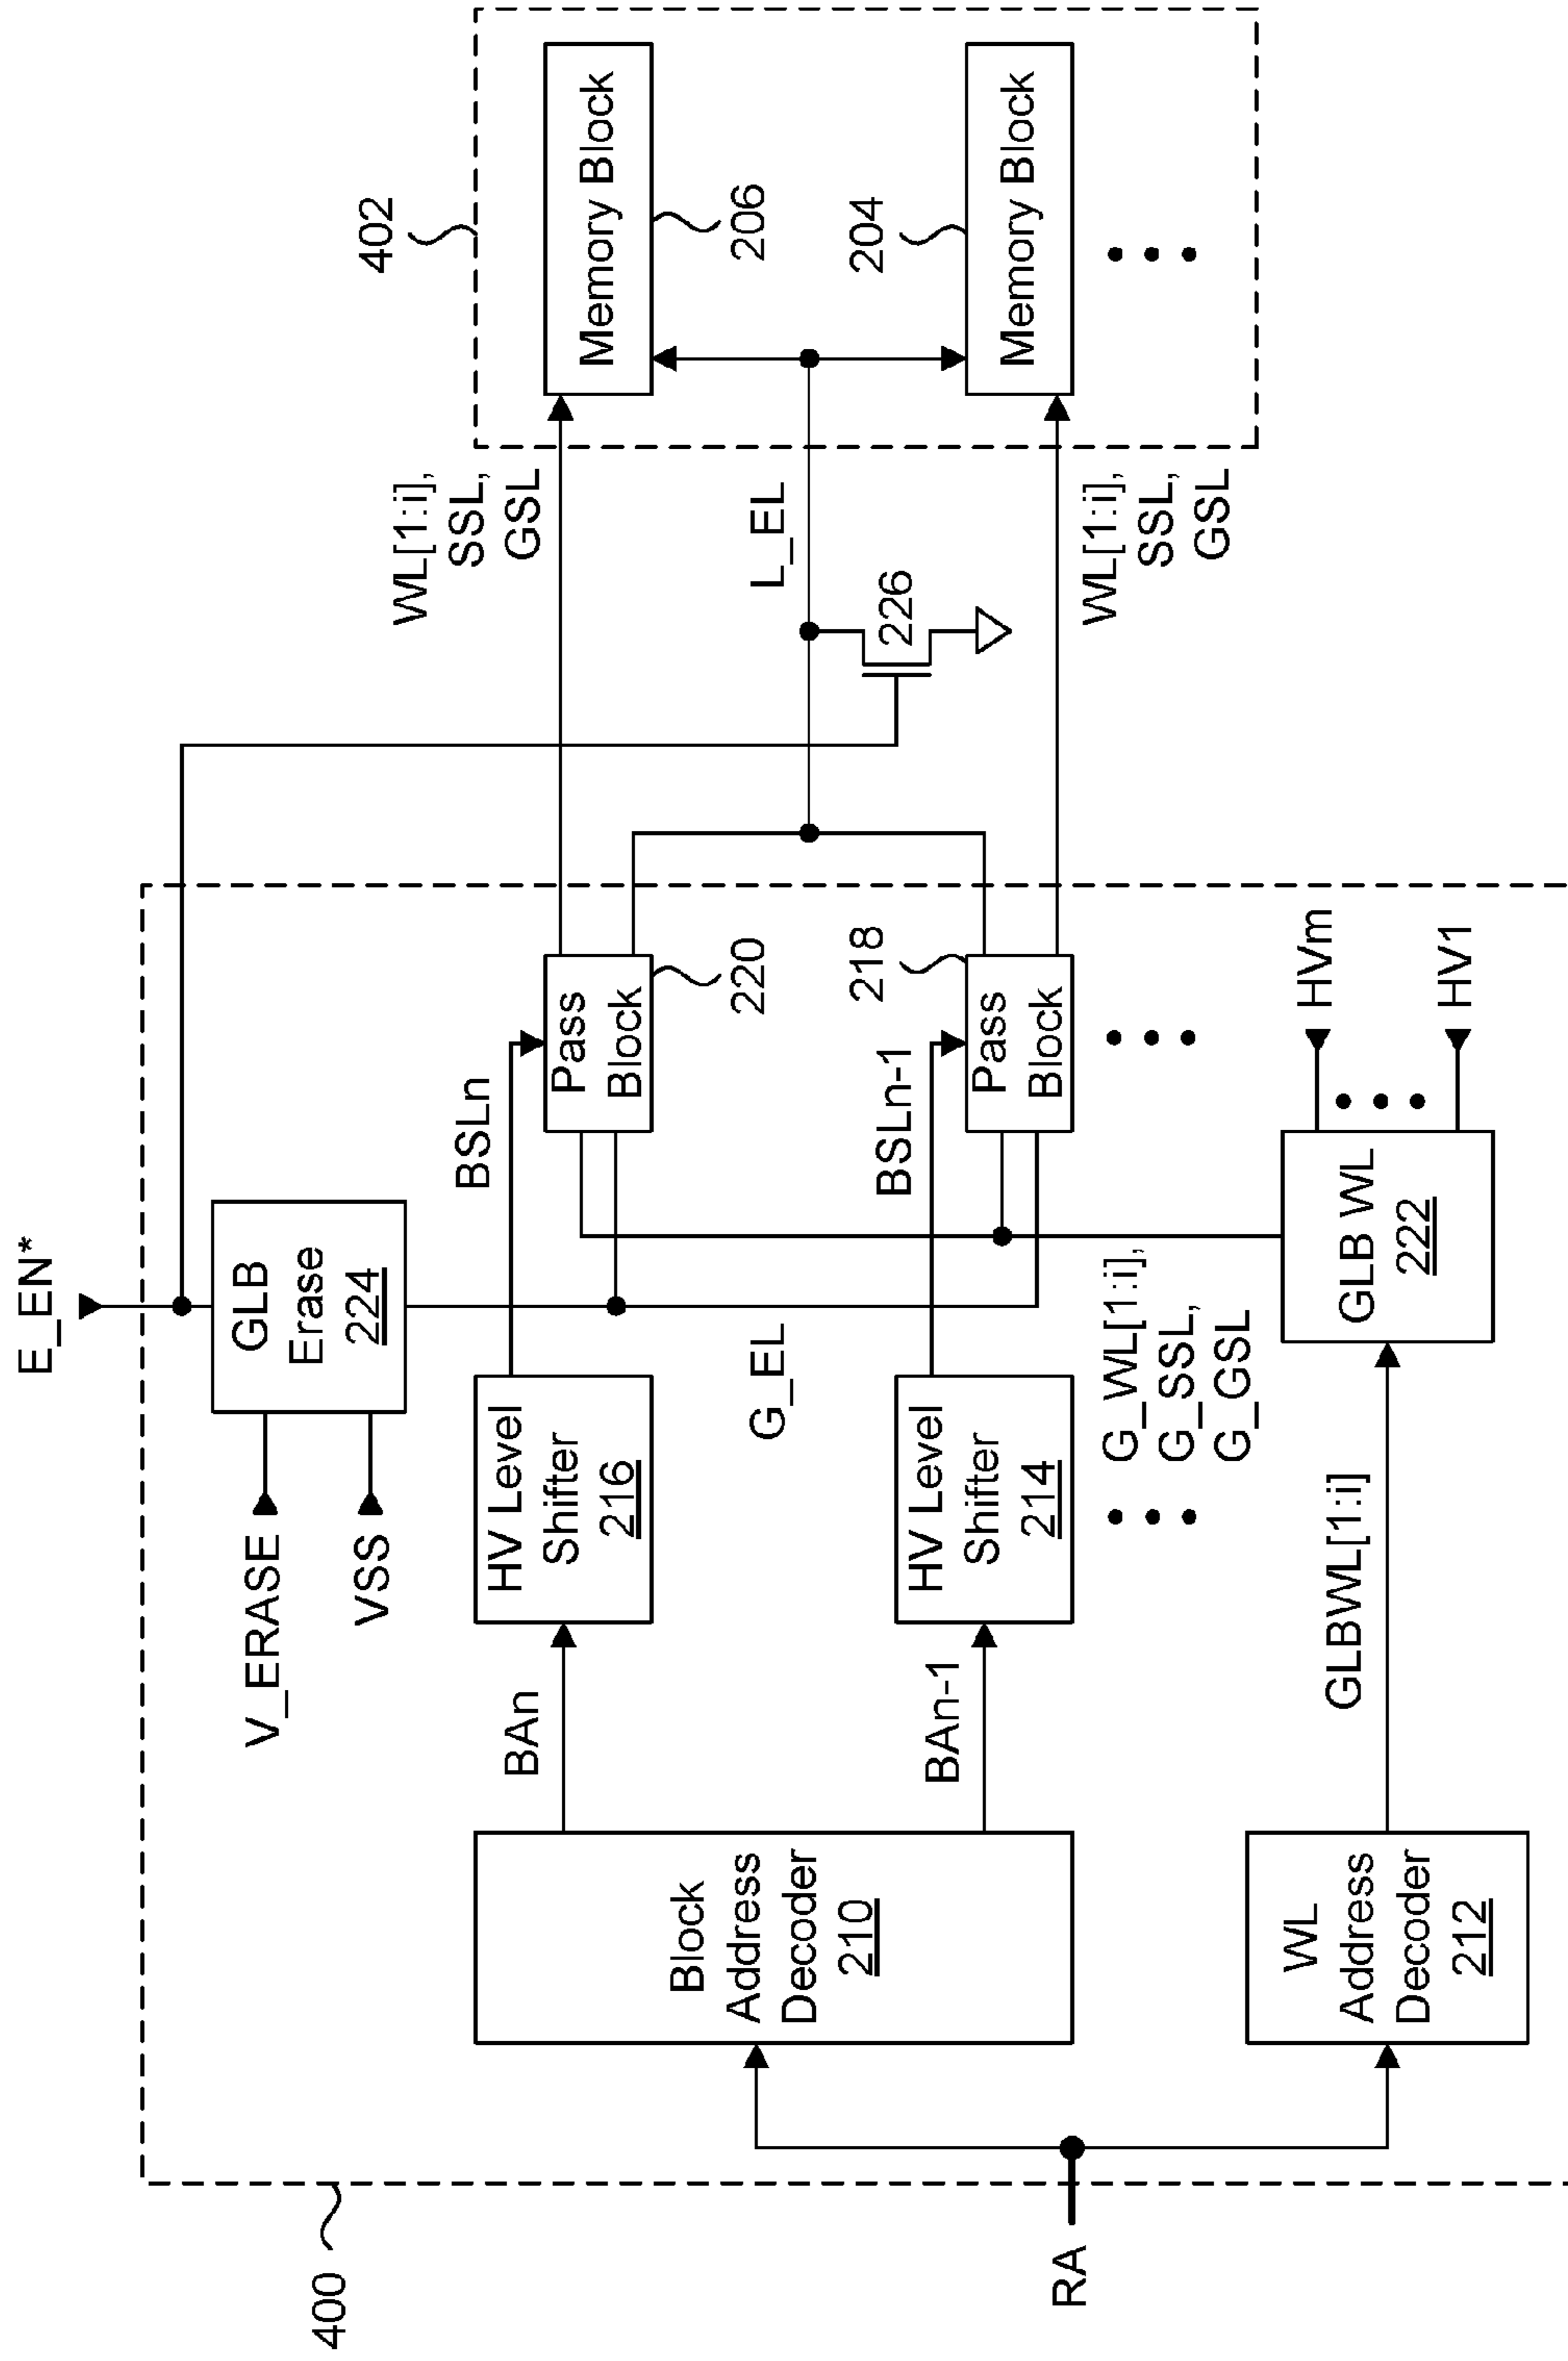 400
RA
Block
Address
Decoder
210
WL
Address
Decoder
212
BAn
BAn-1
GLBWL[1:i]
V_ERASE
VSS
E_EN*
GLB
Erase
224
HV Level
Shifter
216
HV Level
Shifter
214
G_EL
G_WL[1:i],
G_SSL,
G_GSL
BSLn
BSLn-1
GLB WL
222
HVm
HV1
Pass
Block
220
Pass
Block
218
226
L_EL
WL[1:i],
SSL,
GSL
WL[1:i],
SSL,
GSL
402
Memory Block
206
Memory Block
204